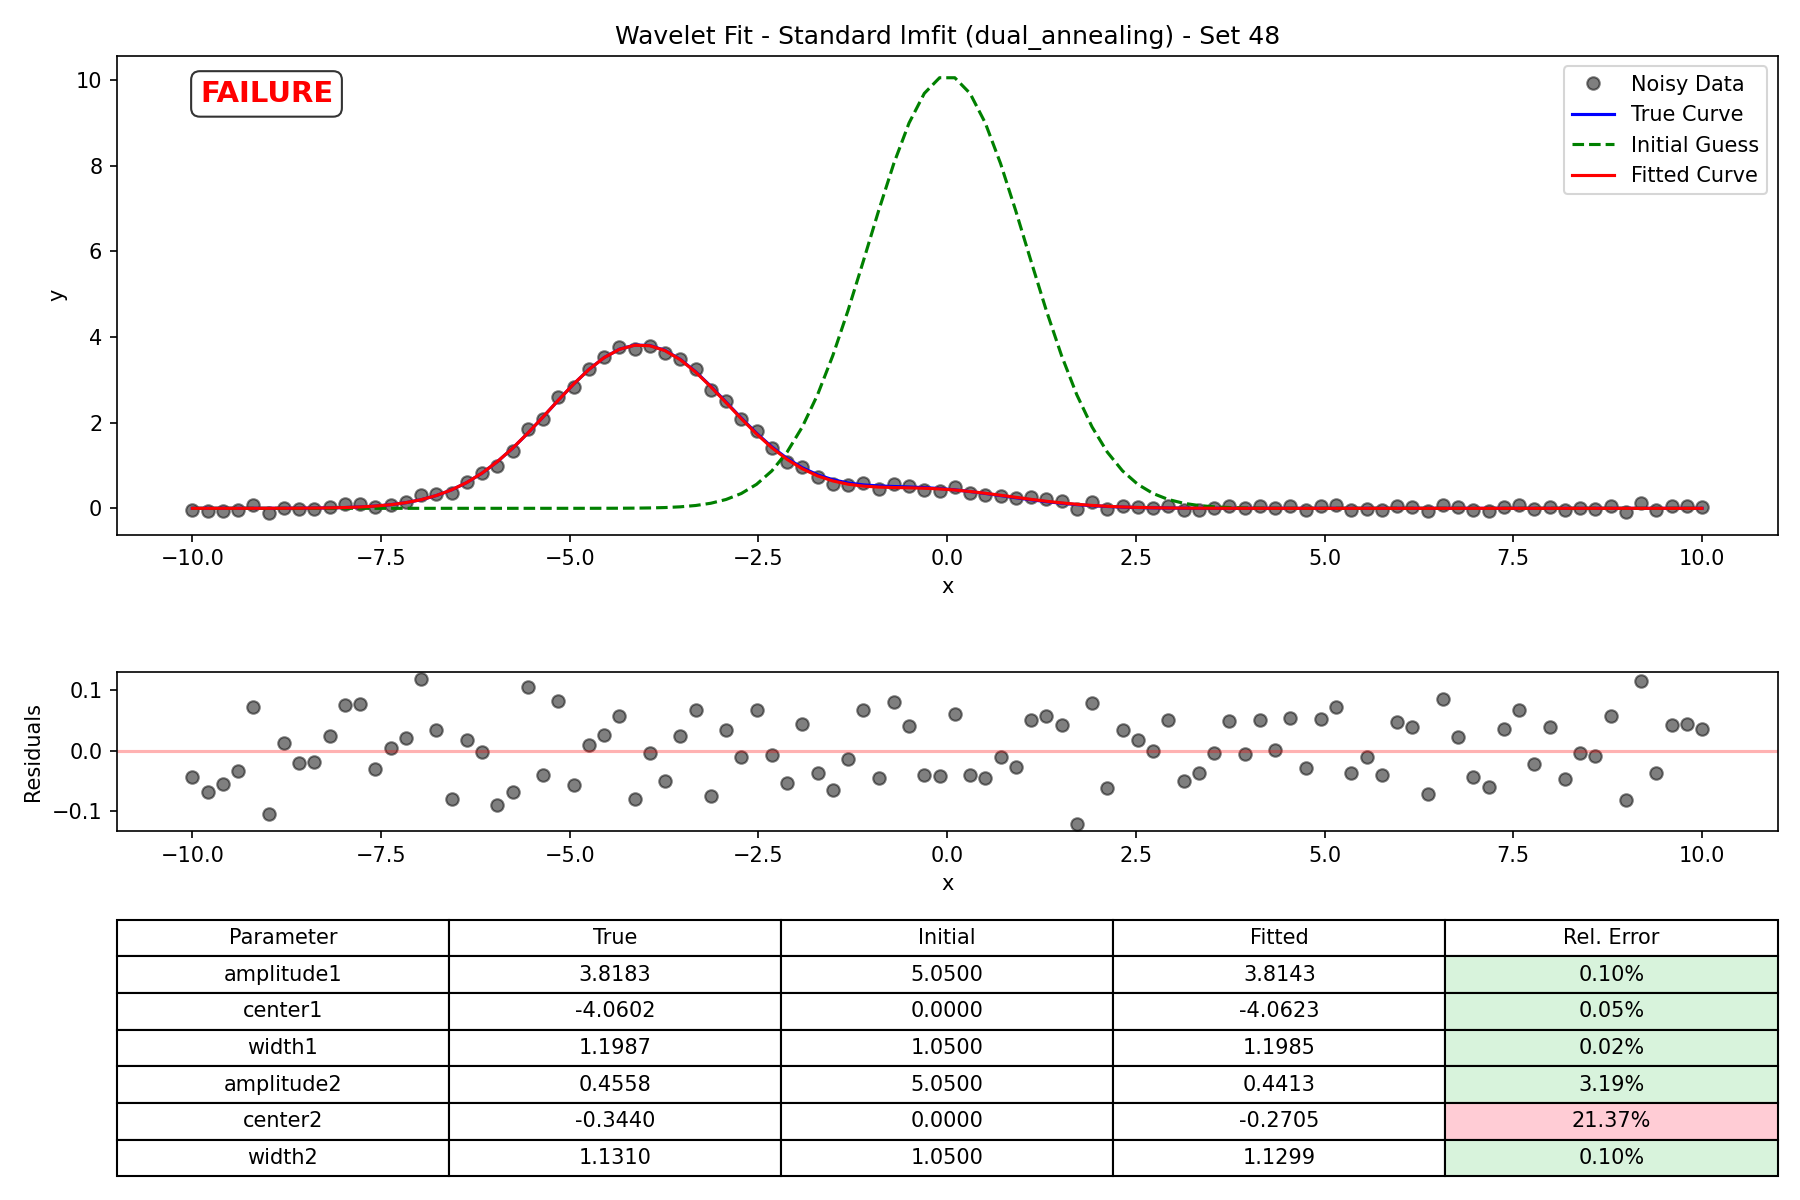 Wavelet Fit - Standard lmfit (dual_annealing) - Set 48
FAILURE
Noisy Data
True Curve
Initial Guess
Fitted Curve
y
10
8
6
4
2
0
−10.0 −7.5 −5.0 −2.5 0.0 2.5 5.0 7.5 10.0
x
Residuals
0.1
0.0
−0.1
−10.0 −7.5 −5.0 −2.5 0.0 2.5 5.0 7.5 10.0
x
Parameter True Initial Fitted Rel. Error
amplitude1 3.8183 5.0500 3.8143 0.10%
center1 -4.0602 0.0000 -4.0623 0.05%
width1 1.1987 1.0500 1.1985 0.02%
amplitude2 0.4558 5.0500 0.4413 3.19%
center2 -0.3440 0.0000 -0.2705 21.37%
width2 1.1310 1.0500 1.1299 0.10%